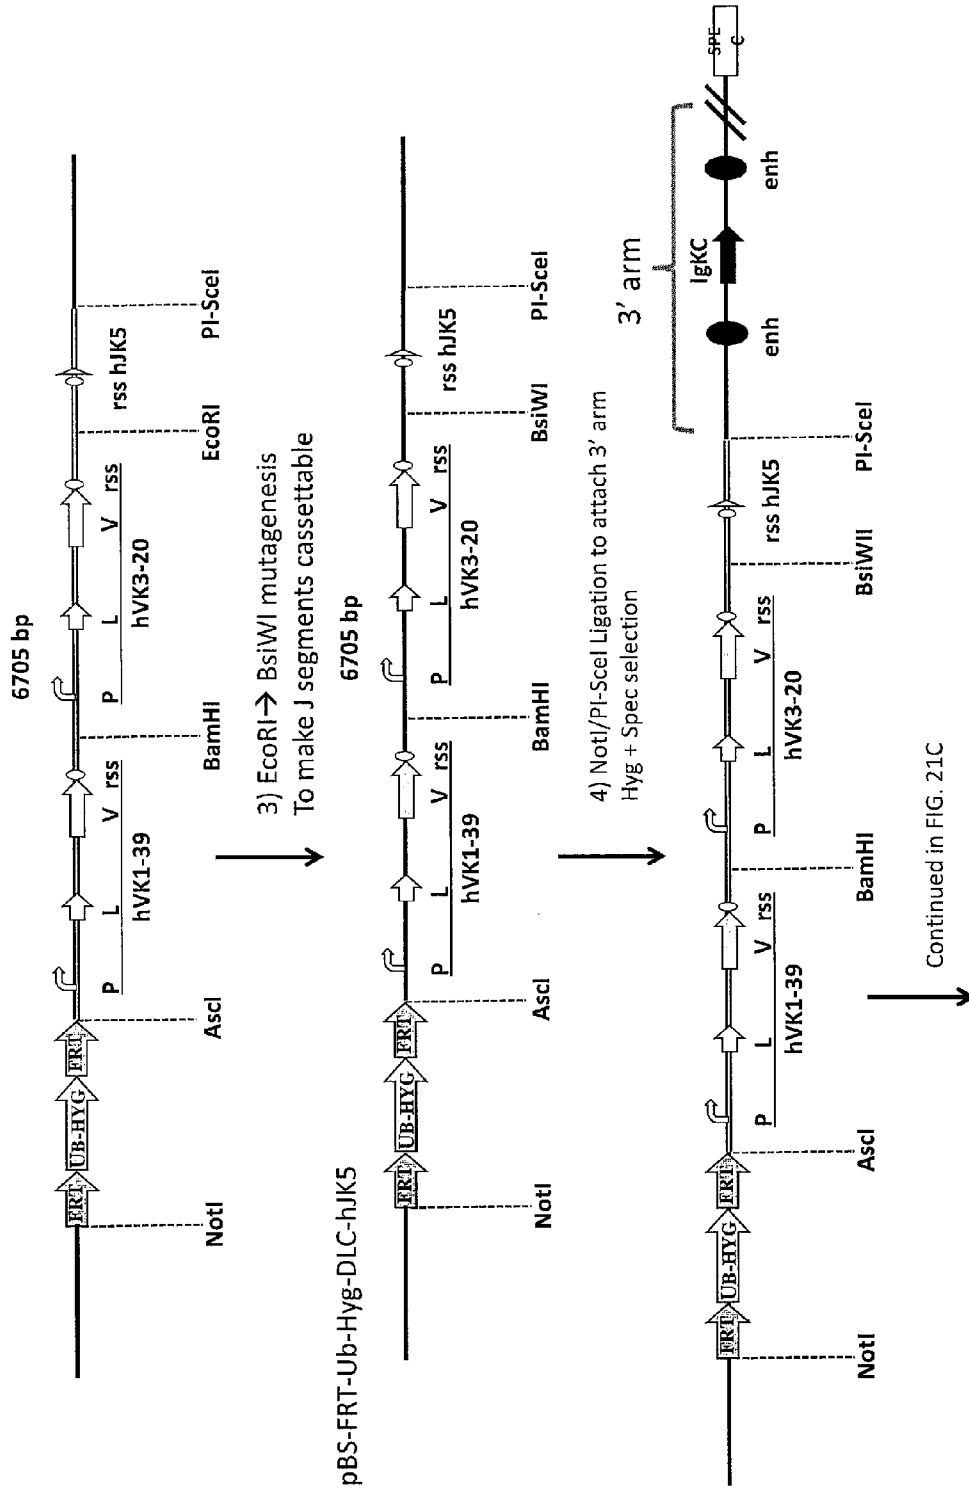 6705 bp
FRT UB-HYG FRT
P L V rss P L V rss rss hJK5
hVK1-39 hVK3-20
NotI AscI BamHI EcoRI PI-SceI
3) EcoRI→ BsiWI mutagenesis
To make J segments cassettable
pBS-FRT-Ub-Hyg-DLC-hJK5
6705 bp
FRT UB-HYG FRT
P L V rss P L V rss rss hJK5
hVK1-39 hVK3-20
NotI AscI BamHI BsiWI PI-SceI
4) NotI/PI-SceI Ligation to attach 3' arm
Hyg + Spec selection
3' arm
IgKC
FRT UB-HYG FRT
SPE
C
P L V rss P L V rss rss hJK5 enh enh
hVK1-39 hVK3-20
NotI AscI BamHI BsiWII PI-SceI
Continued in FIG. 21C